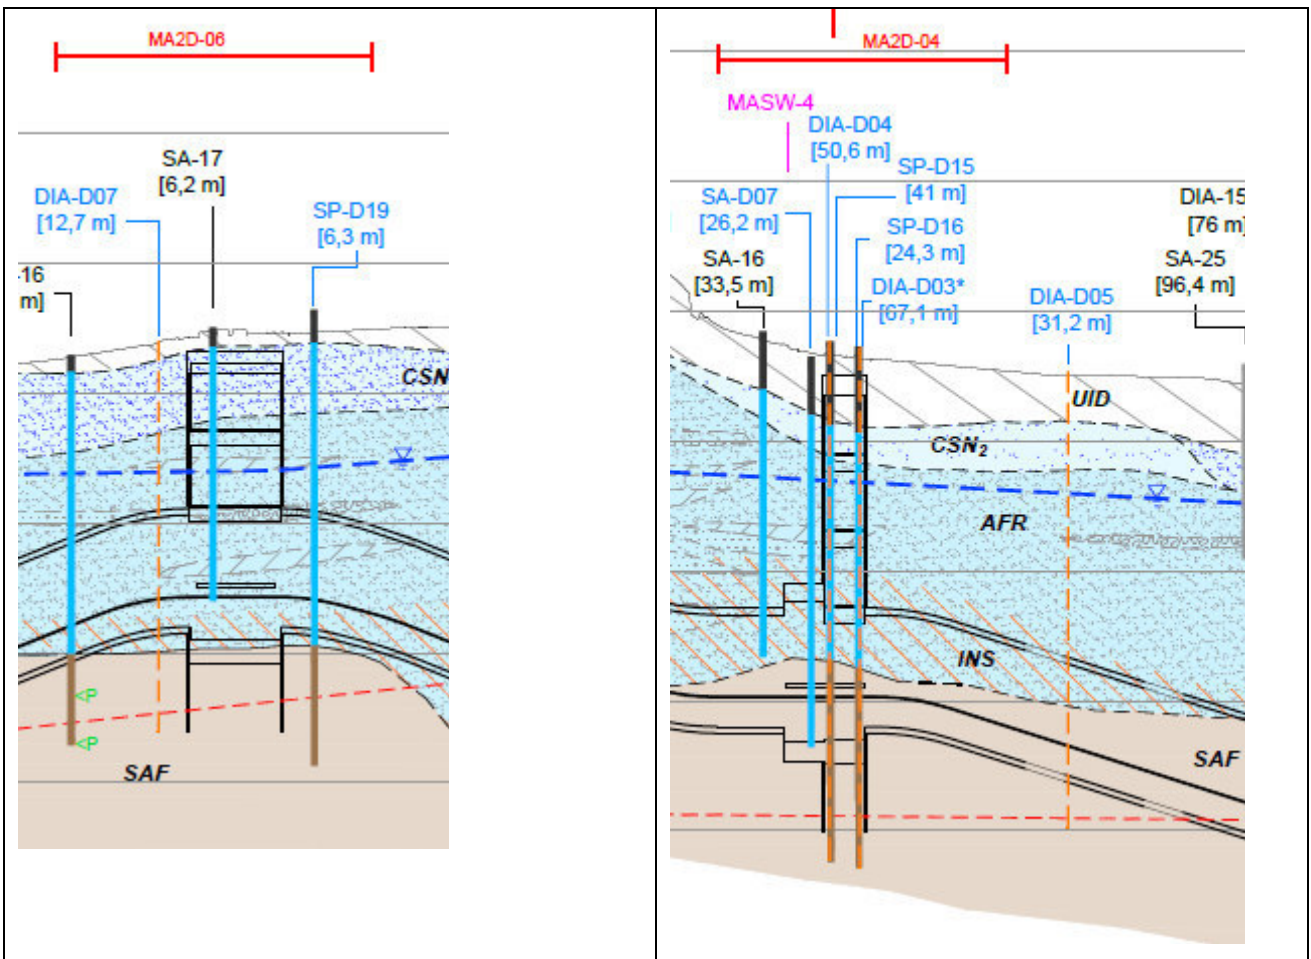 MA2D-06
SA-17
[6,2 m]
DIA-D07
[12,7 m]
SP-D19
[6,3 m]
-16
m]
CSN
<P
<P
SAF
MA2D-04
MASW-4
DIA-D04
[50,6 m]
SP-D15
[41 m]
SA-D07
[26,2 m]
SP-D16
[24,3 m]
DIA-15
[76 m]
SA-16
[33,5 m]
DIA-D03*
[67,1 m]
SA-25
[96,4 m]
DIA-D05
[31,2 m]
UID
CSN₂
AFR
INS
SAF